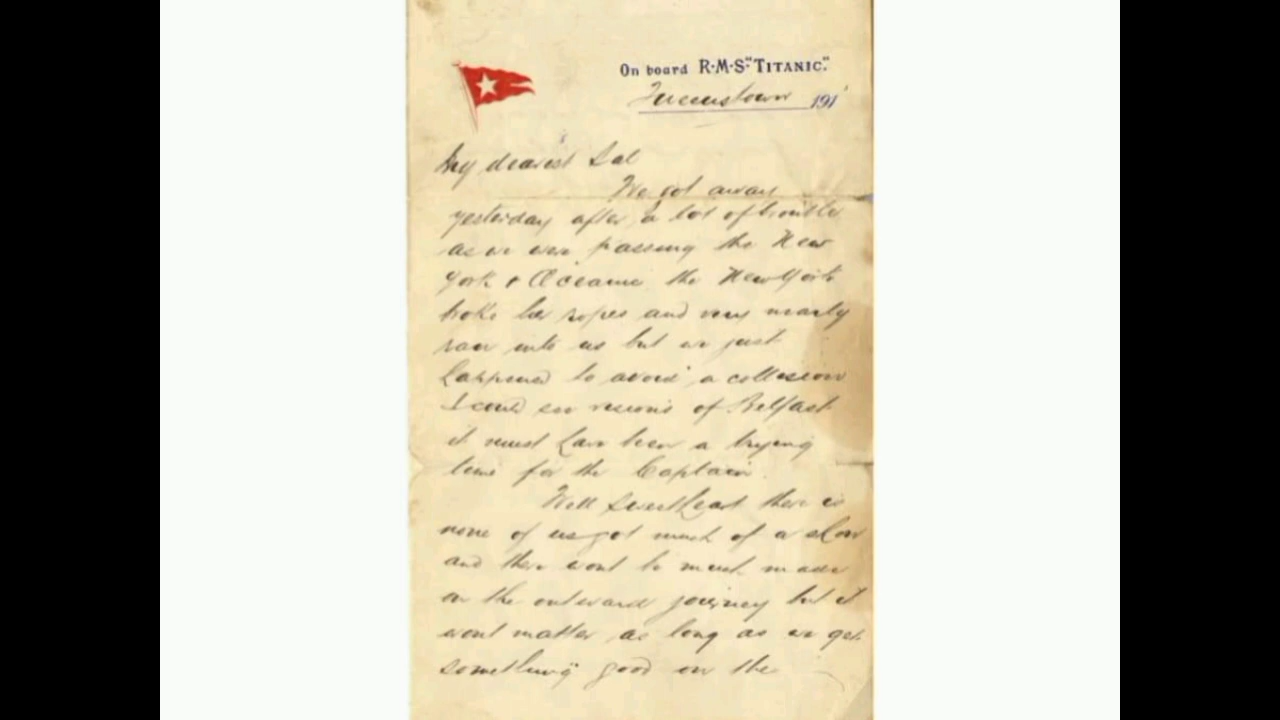 On board R·M·S "TITANIC."
Queenstown 191
My dearest Sal
We got away
yesterday after a lot of trouble
as we were passing the New
York & Oceanic the New York
broke her ropes and very nearly
ran into us but we just
happened to avoid a collision
I could see visions of Belfast
it must have been a trying
time for the Captain.
Well sweetheart there is
none of us got much of a show
and there wont be much made
on the outward journey but it
wont matter as long as we get
something good on the